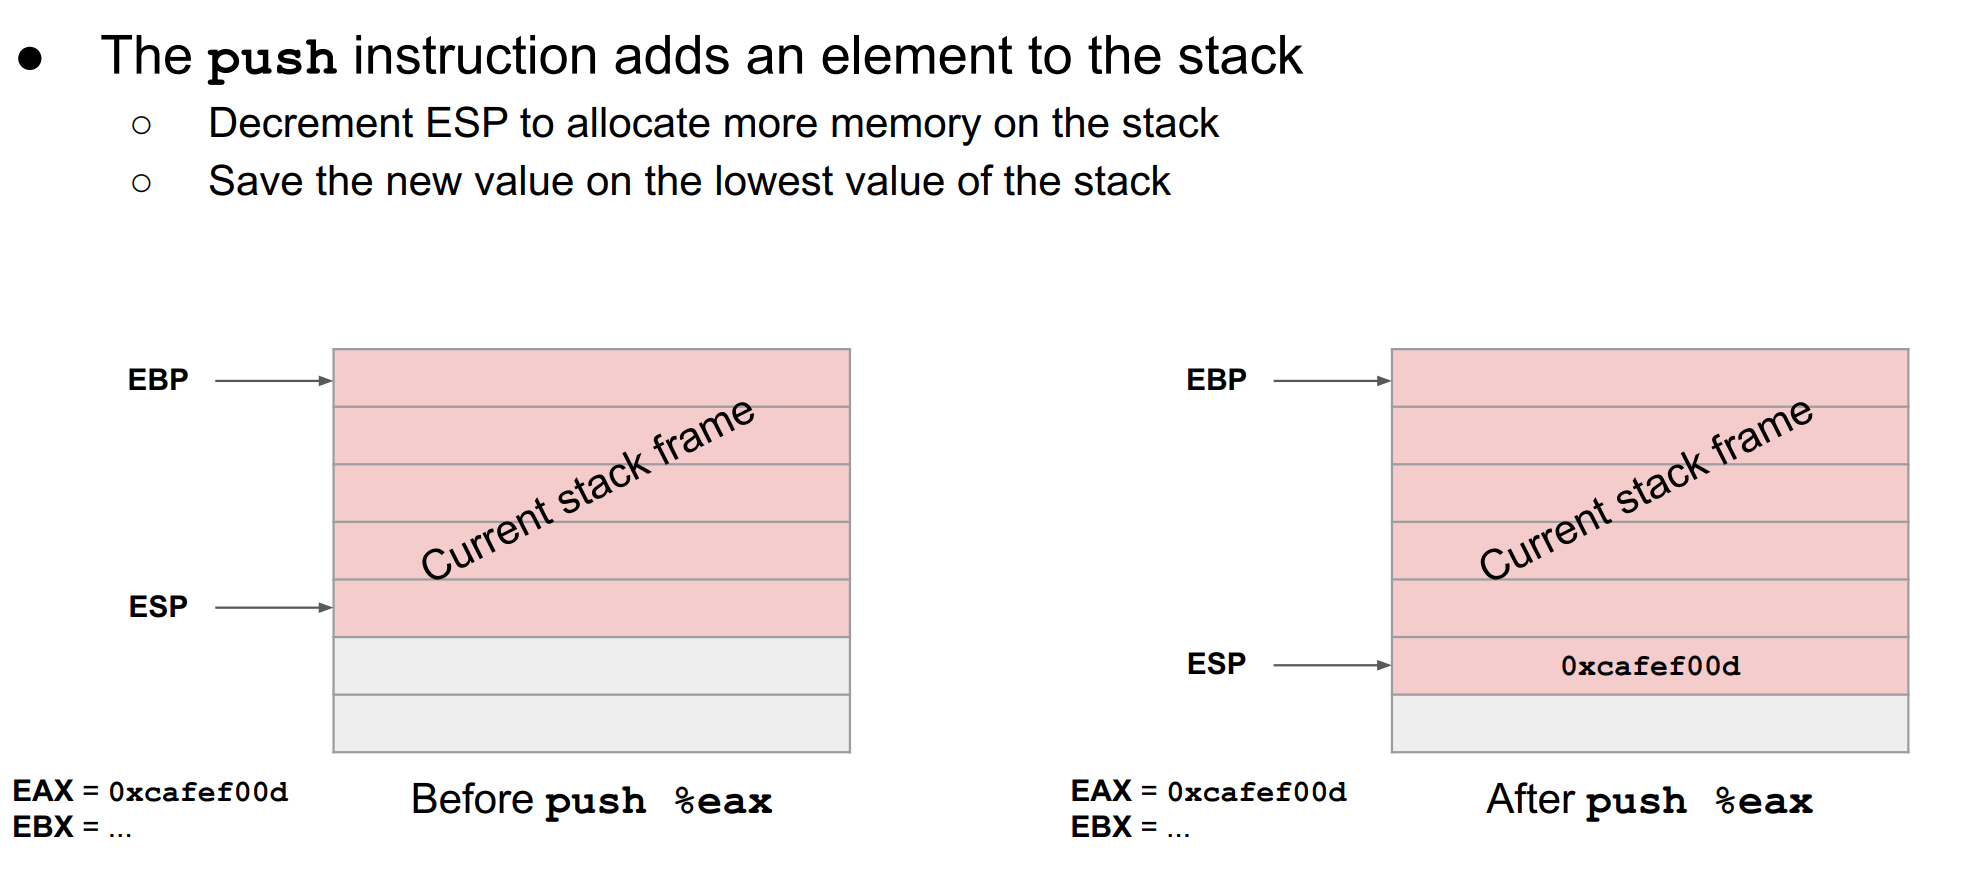 ● The push instruction adds an element to the stack
○ Decrement ESP to allocate more memory on the stack
○ Save the new value on the lowest value of the stack
EBP
Current stack frame
ESP
EAX = 0xcafef00d
EBX = ...
Before push %eax
EBP
Current stack frame
ESP
0xcafef00d
EAX = 0xcafef00d
EBX = ...
After push %eax